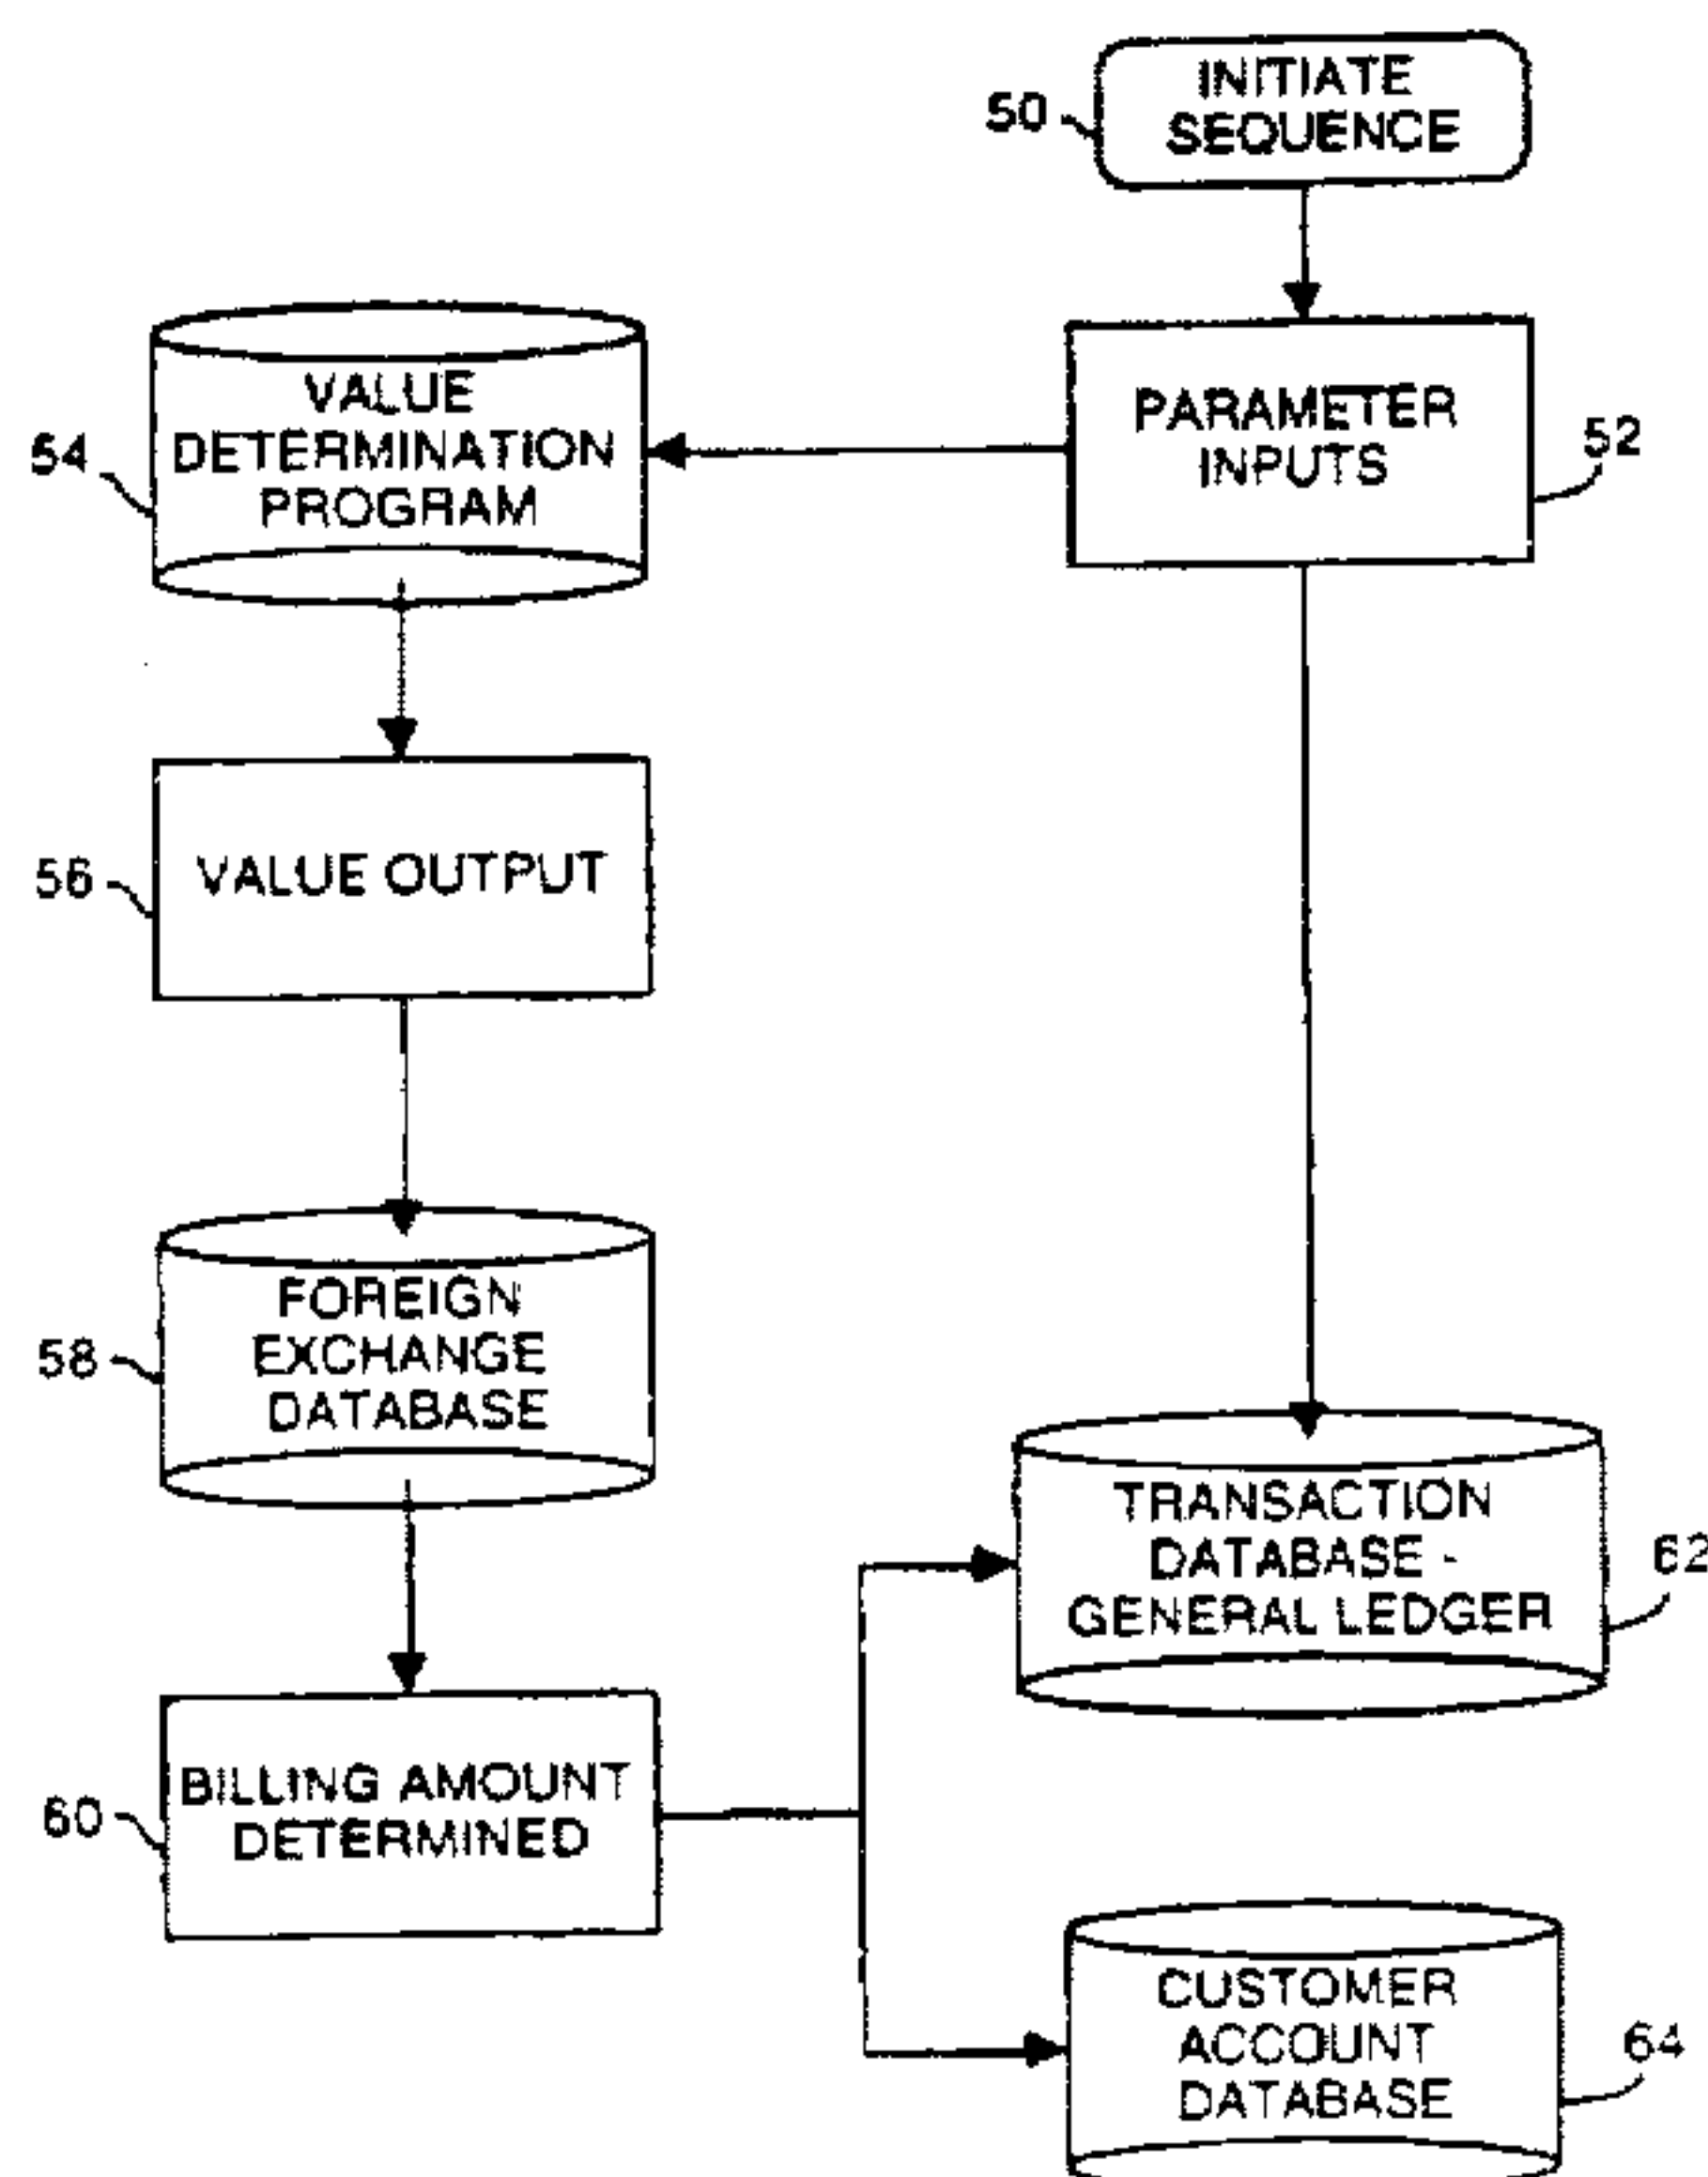 INITIATE
SEQUENCE
50
VALUE
DETERMINATION
PROGRAM
54
PARAMETER
INPUTS
52
VALUE OUTPUT
56
FOREIGN
EXCHANGE
DATABASE
58
TRANSACTION
DATABASE -
GENERAL LEDGER
62
BILLING AMOUNT
DETERMINED
60
CUSTOMER
ACCOUNT
DATABASE
64